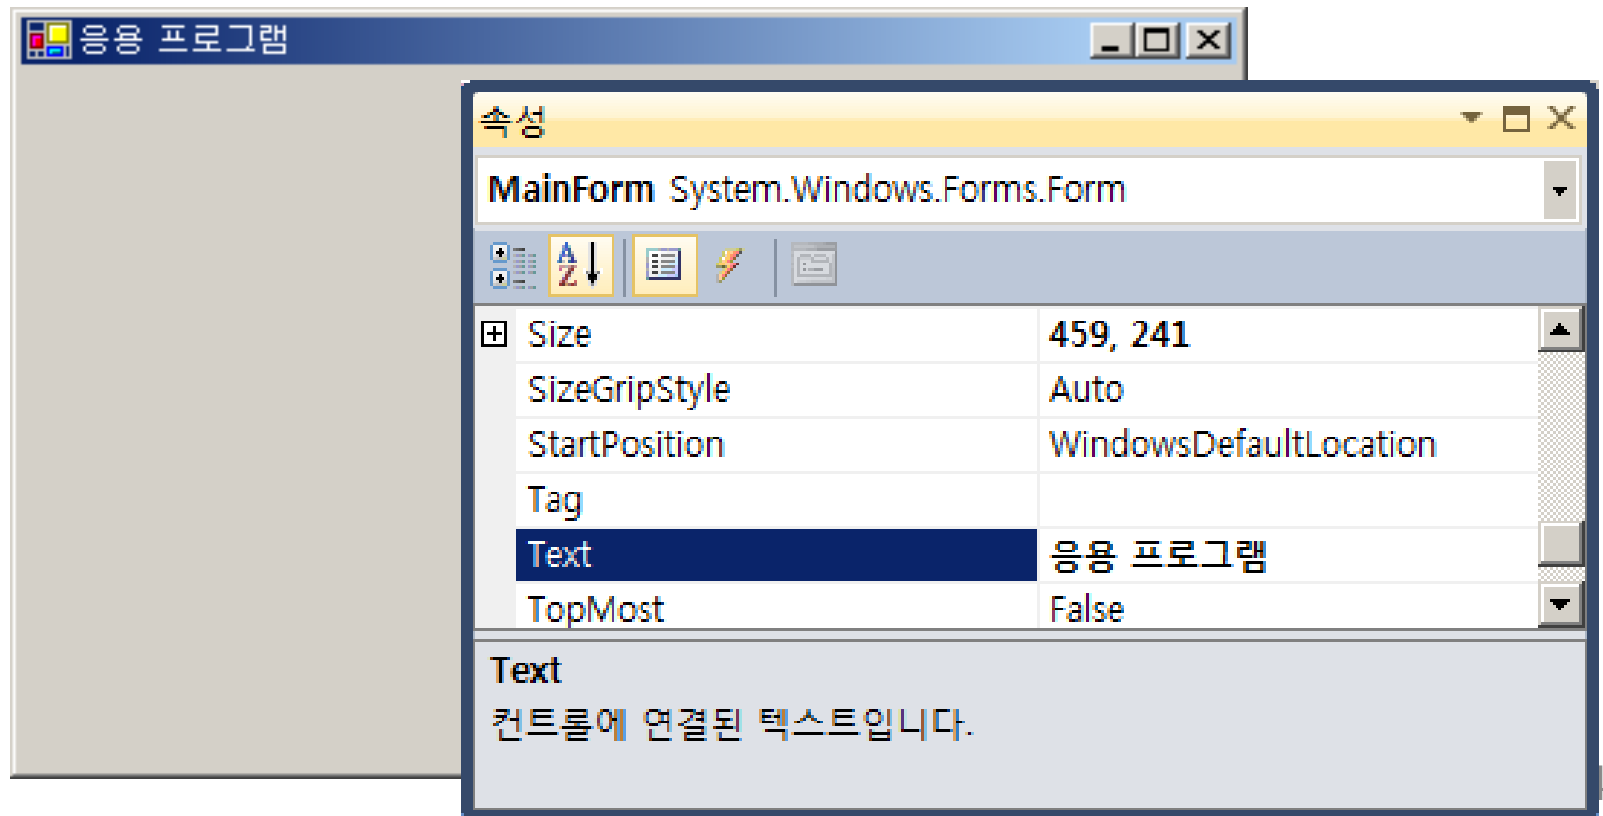 응용 프로그램
속성
MainForm System.Windows.Forms.Form
Size 459, 241
SizeGripStyle Auto
StartPosition WindowsDefaultLocation
Tag
Text 응용 프로그램
TopMost False
Text
컨트롤에 연결된 텍스트입니다.